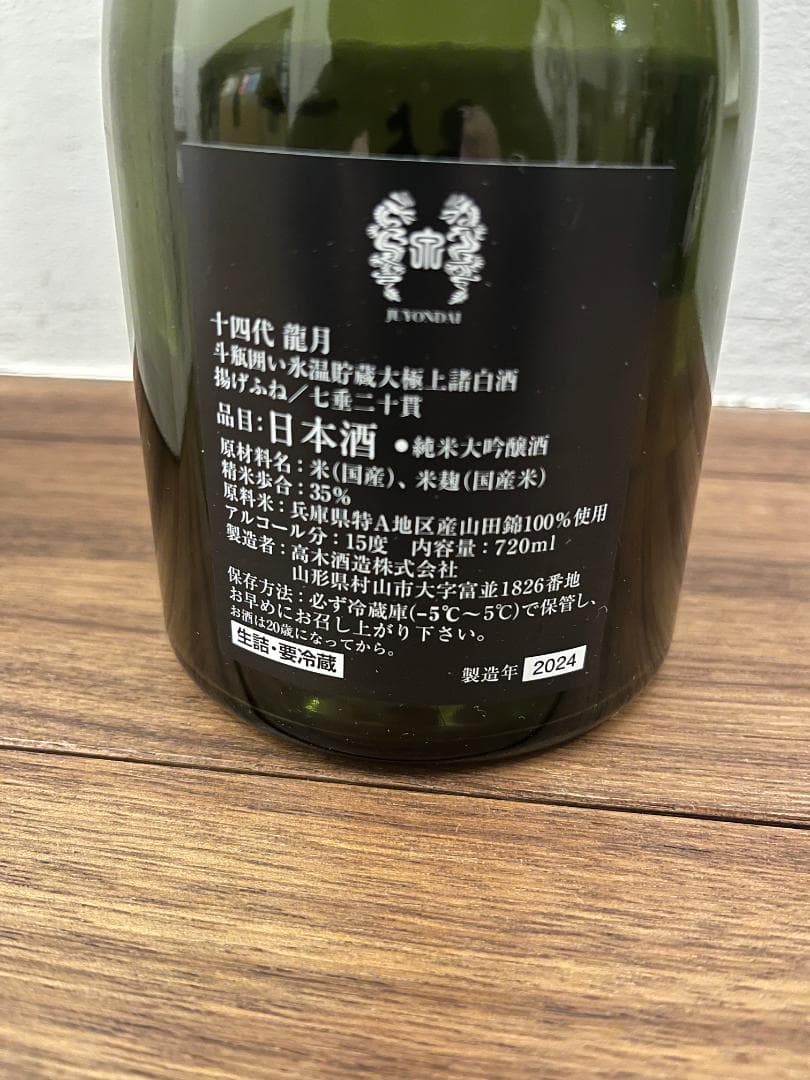 JUYONDAI
十四代 龍月
斗瓶囲い氷温貯蔵大極上諸白酒
揚げふね／七垂二十貫
品目：日本酒 ●純米大吟醸酒
原材料名：米（国産）、米麹（国産米）
精米歩合：35%
原料米：兵庫県特A地区産山田錦100%使用
アルコール分：15度 内容量：720ml
製造者：高木酒造株式会社
山形県村山市大字富並1826番地
保存方法：必ず冷蔵庫（−5℃〜5℃）で保管し、
お早めにお召し上がり下さい。
お酒は20歳になってから。
生詰・要冷蔵
製造年 2024